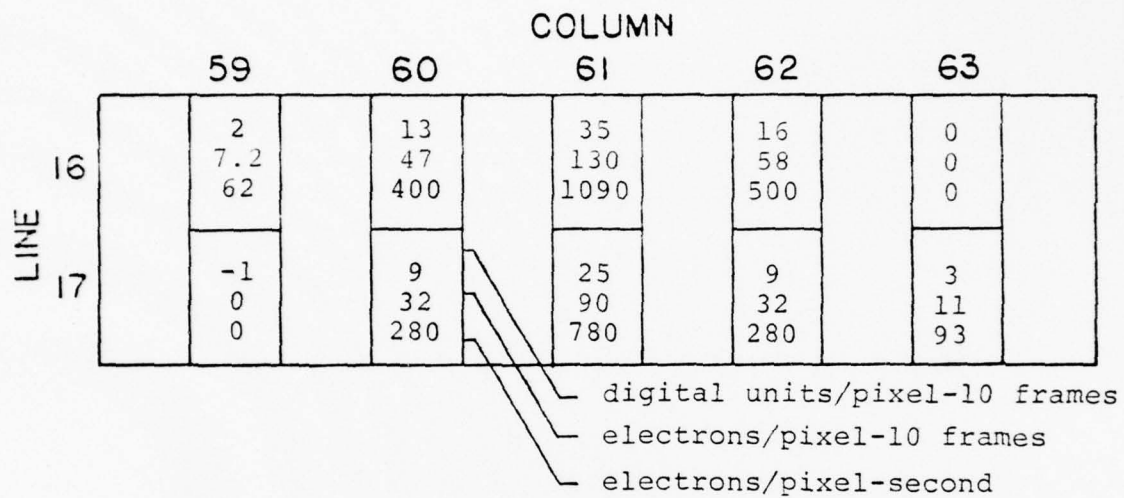 COLUMN
59 60 61 62 63
LINE
16
2 13 35 16 0
7.2 47 130 58 0
62 400 1090 500 0
17
-1 9 25 9 3
0 32 90 32 11
0 280 780 280 93
digital units/pixel-10 frames
electrons/pixel-10 frames
electrons/pixel-second